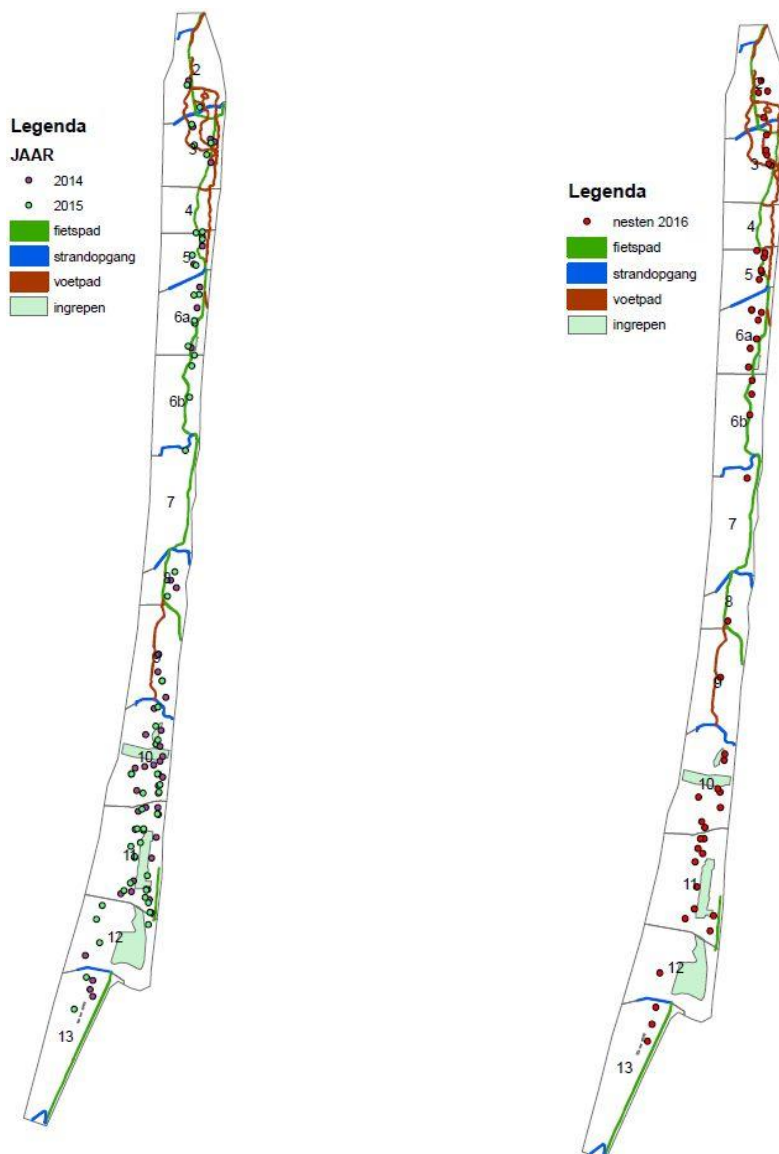 Legenda
JAAR
2014
2015
fietspad
strandopgang
voetpad
ingrepen
2
3
4
5
6a
6b
7
8
9
10
11
12
13
Legenda
nesten 2016
fietspad
strandopgang
voetpad
ingrepen
3
4
5
6a
6b
7
8
9
10
11
12
13